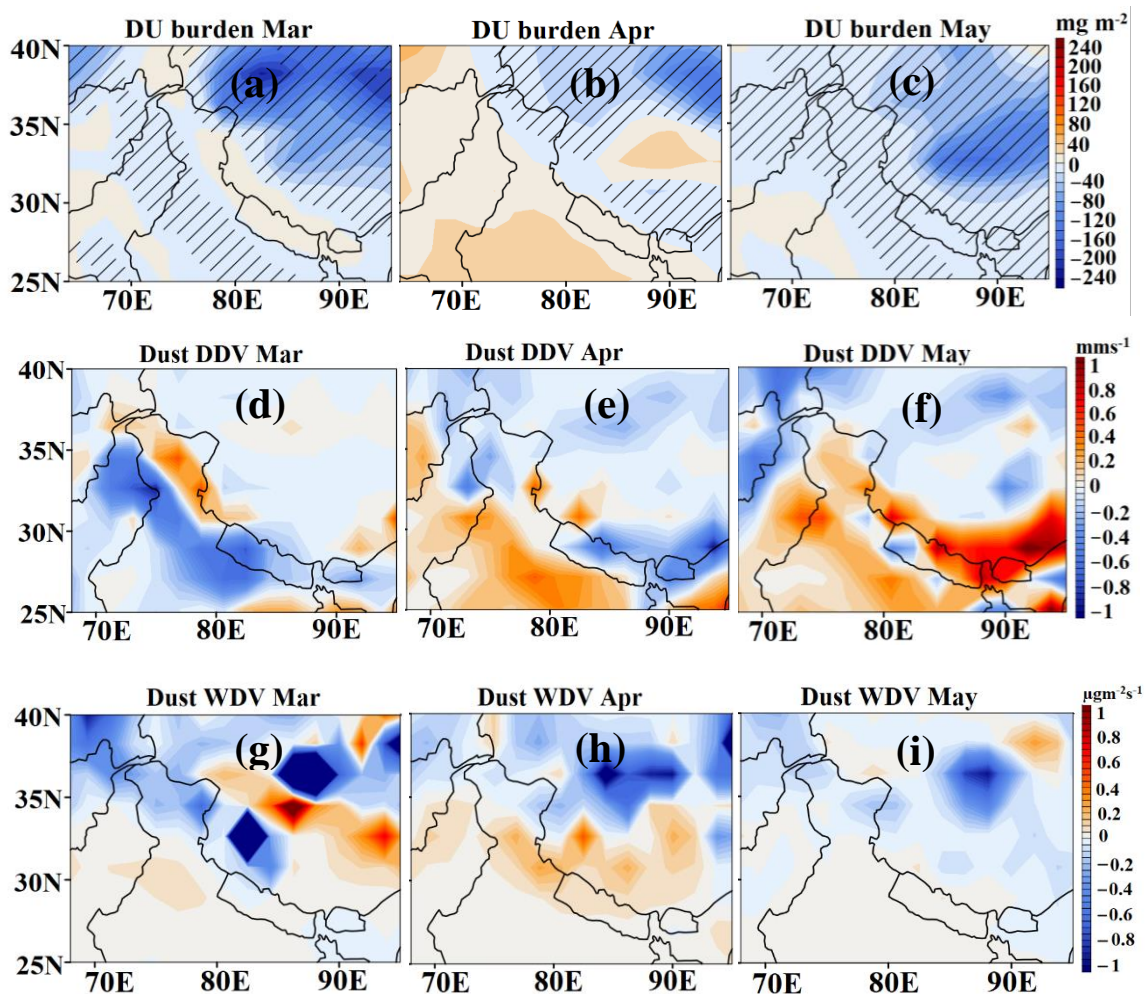 DU burden Mar DU burden Apr DU burden May mg m⁻²
(a) (b) (c)
40N
35N
30N
25N
70E 80E 90E 70E 80E 90E 70E 80E 90E
240
200
160
120
80
40
0
−40
−80
−120
−160
−200
−240
Dust DDV Mar Dust DDV Apr Dust DDV May mms⁻¹
(d) (e) (f)
40N
35N
30N
25N
70E 80E 90E 70E 80E 90E 70E 80E 90E
1
0.8
0.6
0.4
0.2
0
−0.2
−0.4
−0.6
−0.8
−1
Dust WDV Mar Dust WDV Apr Dust WDV May µgm⁻²s⁻¹
(g) (h) (i)
40N
35N
30N
25N
70E 80E 90E 70E 80E 90E 70E 80E 90E
1
0.8
0.6
0.4
0.2
0
−0.2
−0.4
−0.6
−0.8
−1